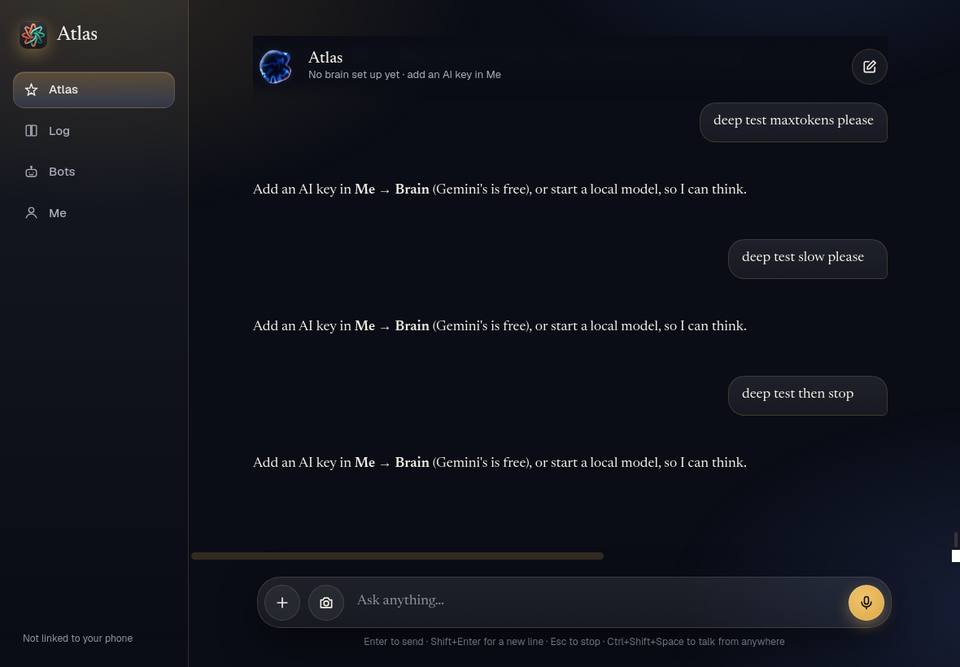 Atlas
Atlas
Log
Bots
Me
Not linked to your phone
Atlas
No brain set up yet · add an AI key in Me
deep test maxtokens please
Add an AI key in Me → Brain (Gemini's is free), or start a local model, so I can think.
deep test slow please
Add an AI key in Me → Brain (Gemini's is free), or start a local model, so I can think.
deep test then stop
Add an AI key in Me → Brain (Gemini's is free), or start a local model, so I can think.
Ask anything...
Enter to send · Shift+Enter for a new line · Esc to stop · Ctrl+Shift+Space to talk from anywhere